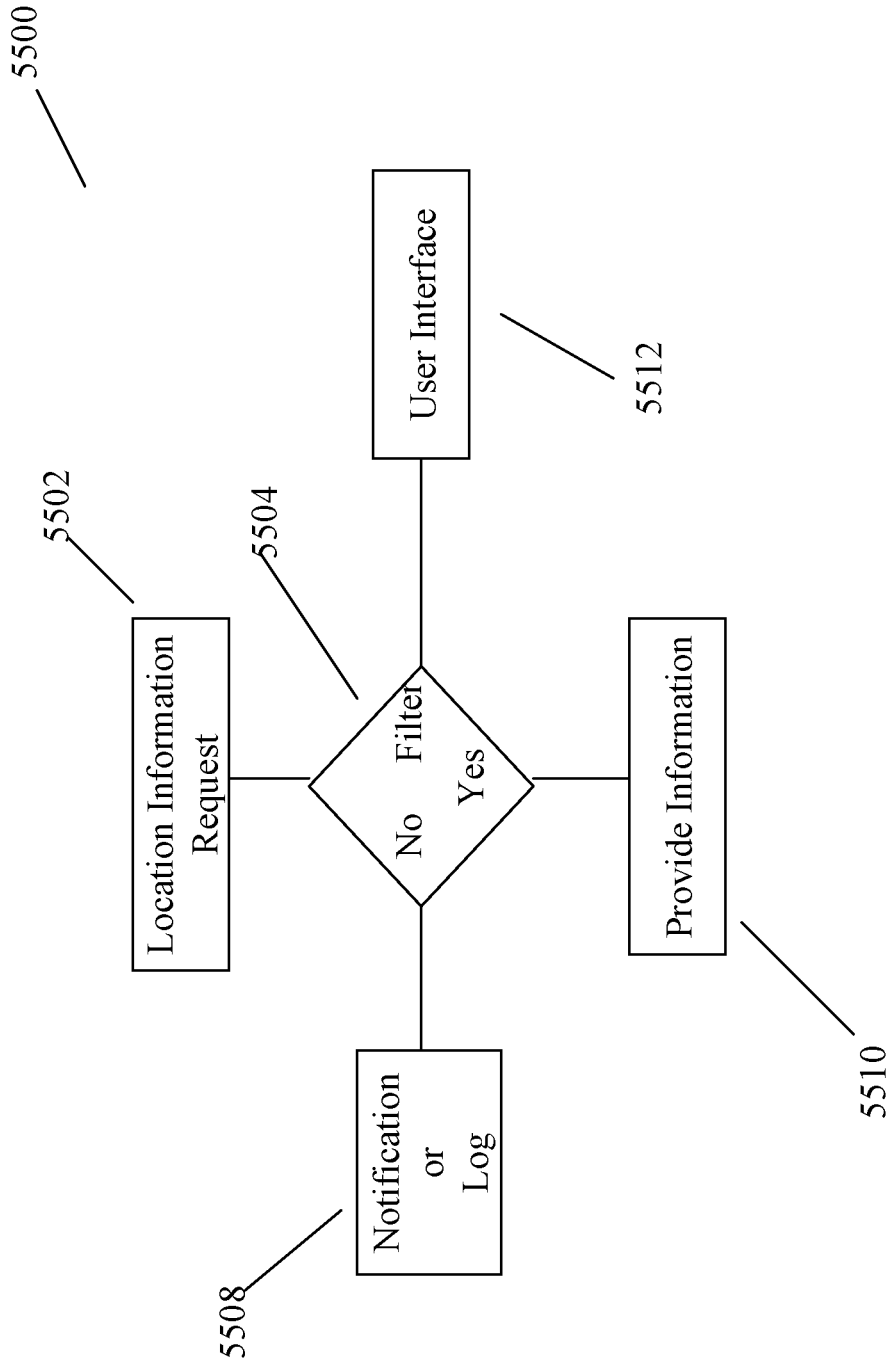 5500
5502
Location Information
Request
5504
5508
Notification
or
Log
No Filter
Yes
User Interface
5512
Provide Information
5510